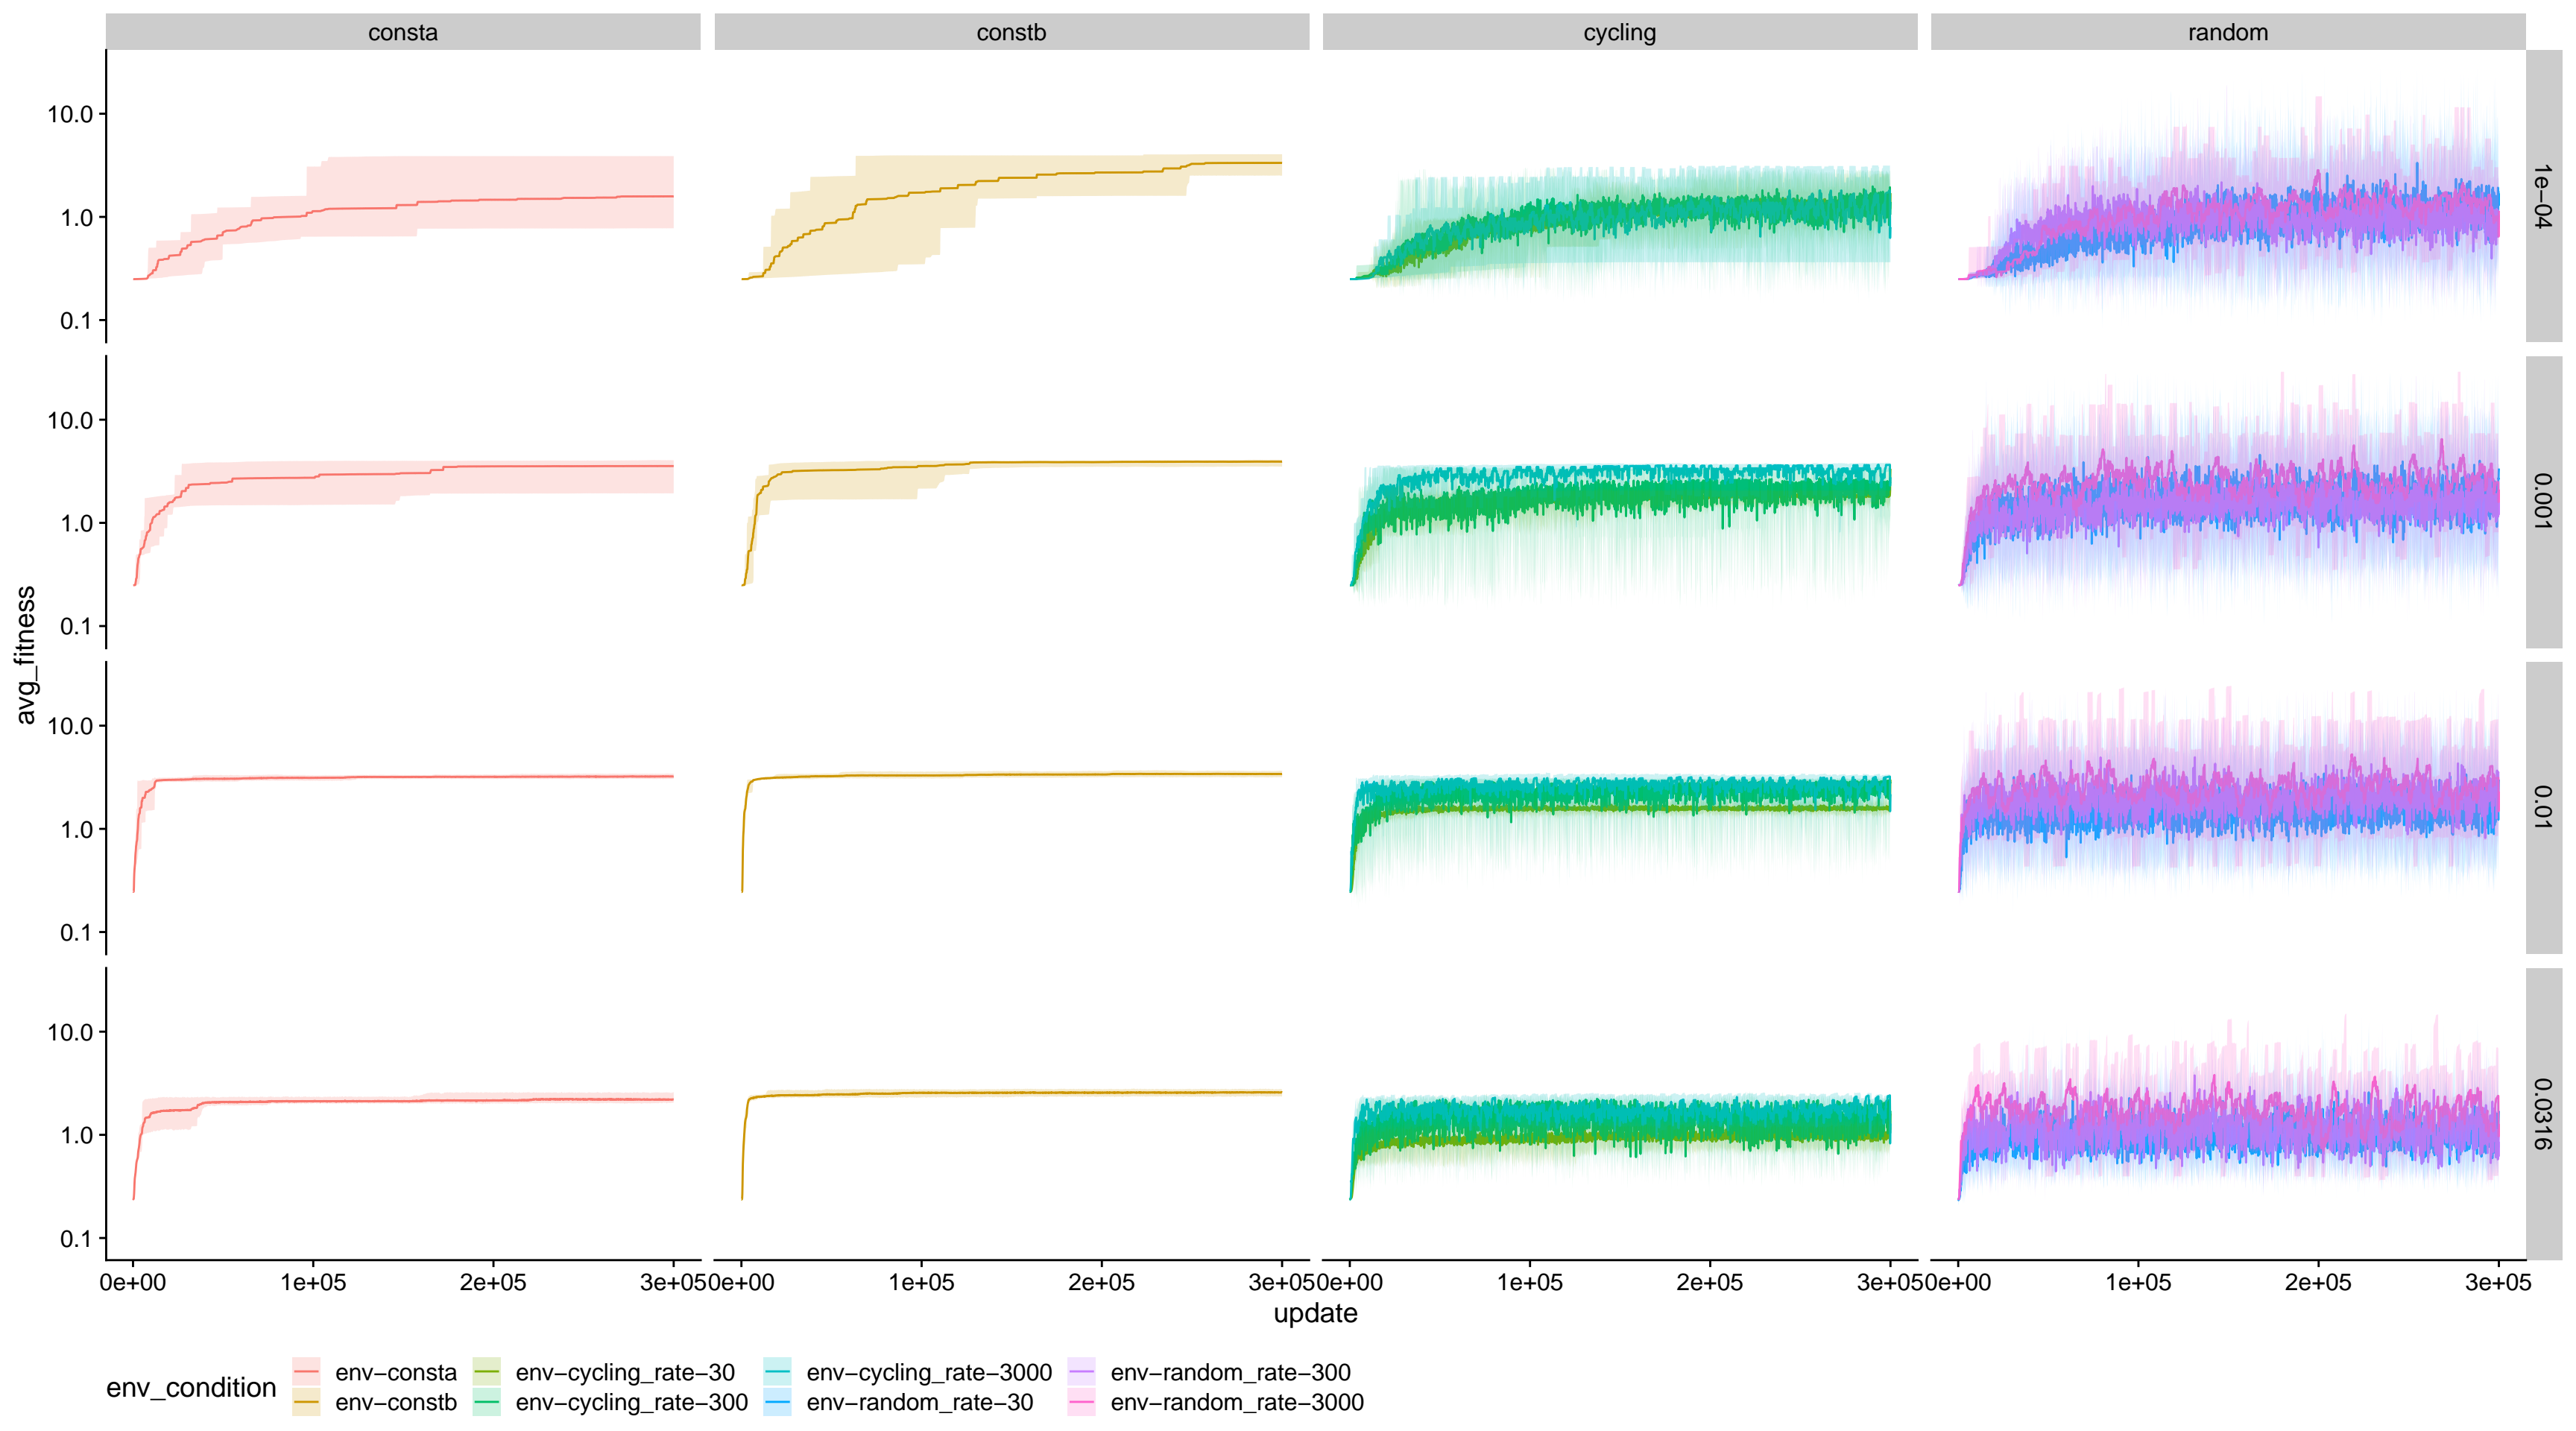 consta constb cycling random
10.0
1.0
0.1
1e−04
10.0
1.0
0.1
0.001
avg_fitness
10.0
1.0
0.1
0.01
10.0
1.0
0.1
0.0316
0e+00 1e+05 2e+05 3e+05 0e+00 1e+05 2e+05 3e+05 0e+00 1e+05 2e+05 3e+05 0e+00 1e+05 2e+05 3e+05
update
env_condition
env−consta env−cycling_rate−30 env−cycling_rate−3000 env−random_rate−300
env−constb env−cycling_rate−300 env−random_rate−30 env−random_rate−3000